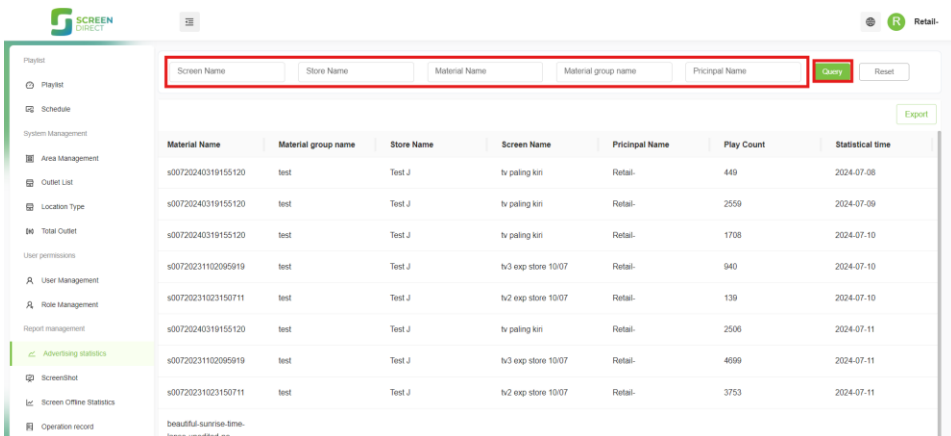 SCREEN
DIRECT
R Retail-
Playlist
Playlist
Schedule
System Management
Area Management
Outlet List
Location Type
Total Outlet
User permissions
User Management
Role Management
Report management
Advertising statistics
ScreenShot
Screen Offline Statistics
Operation record
Screen Name Store Name Material Name Material group name Pricinpal Name Query Reset
Export
Material Name Material group name Store Name Screen Name Pricinpal Name Play Count Statistical time
s00720240319155120 test Test J tv paling kiri Retail- 449 2024-07-08
s00720240319155120 test Test J tv paling kiri Retail- 2559 2024-07-09
s00720240319155120 test Test J tv paling kiri Retail- 1708 2024-07-10
s00720231102095919 test Test J tv3 exp store 10/07 Retail- 940 2024-07-10
s00720231023150711 test Test J tv2 exp store 10/07 Retail- 139 2024-07-10
s00720240319155120 test Test J tv paling kiri Retail- 2506 2024-07-11
s00720231102095919 test Test J tv3 exp store 10/07 Retail- 4699 2024-07-11
s00720231023150711 test Test J tv2 exp store 10/07 Retail- 3753 2024-07-11
beautiful-sunrise-time-